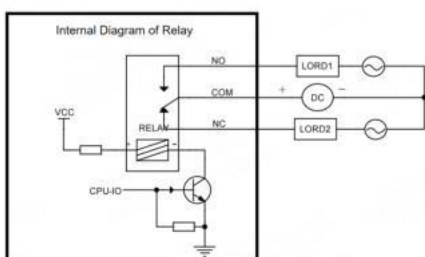 Internal Diagram of Relay
NO
LORD1
COM
+
DC
−
VCC
RELAY
NC
LORD2
+
−
CPU-IO